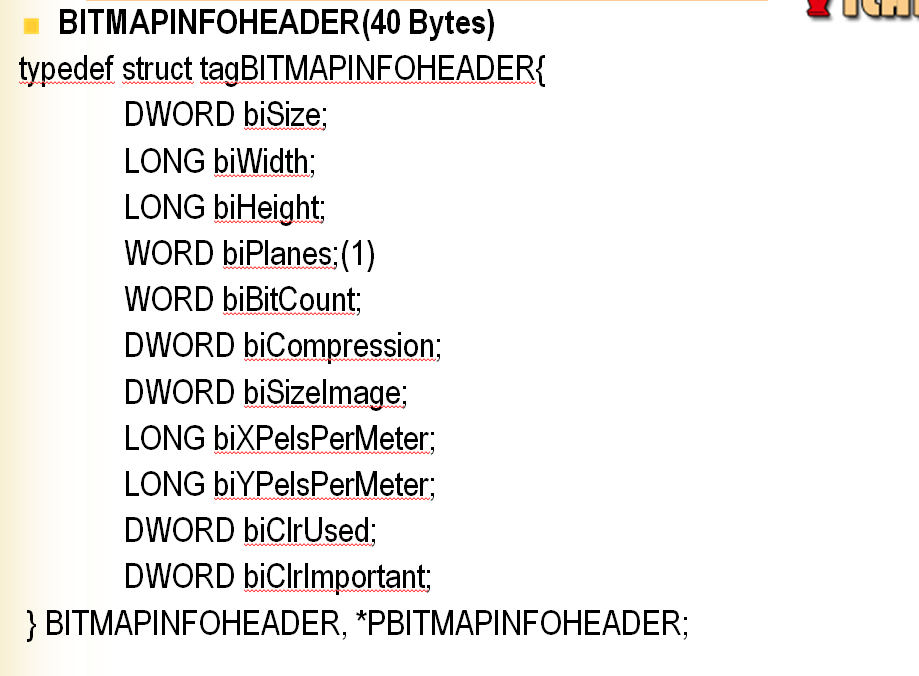 BITMAPINFOHEADER(40 Bytes)
typedef struct tagBITMAPINFOHEADER{
DWORD biSize;
LONG biWidth;
LONG biHeight;
WORD biPlanes;(1)
WORD biBitCount;
DWORD biCompression;
DWORD biSizeImage;
LONG biXPelsPerMeter;
LONG biYPelsPerMeter;
DWORD biClrUsed;
DWORD biClrImportant;
} BITMAPINFOHEADER, *PBITMAPINFOHEADER;